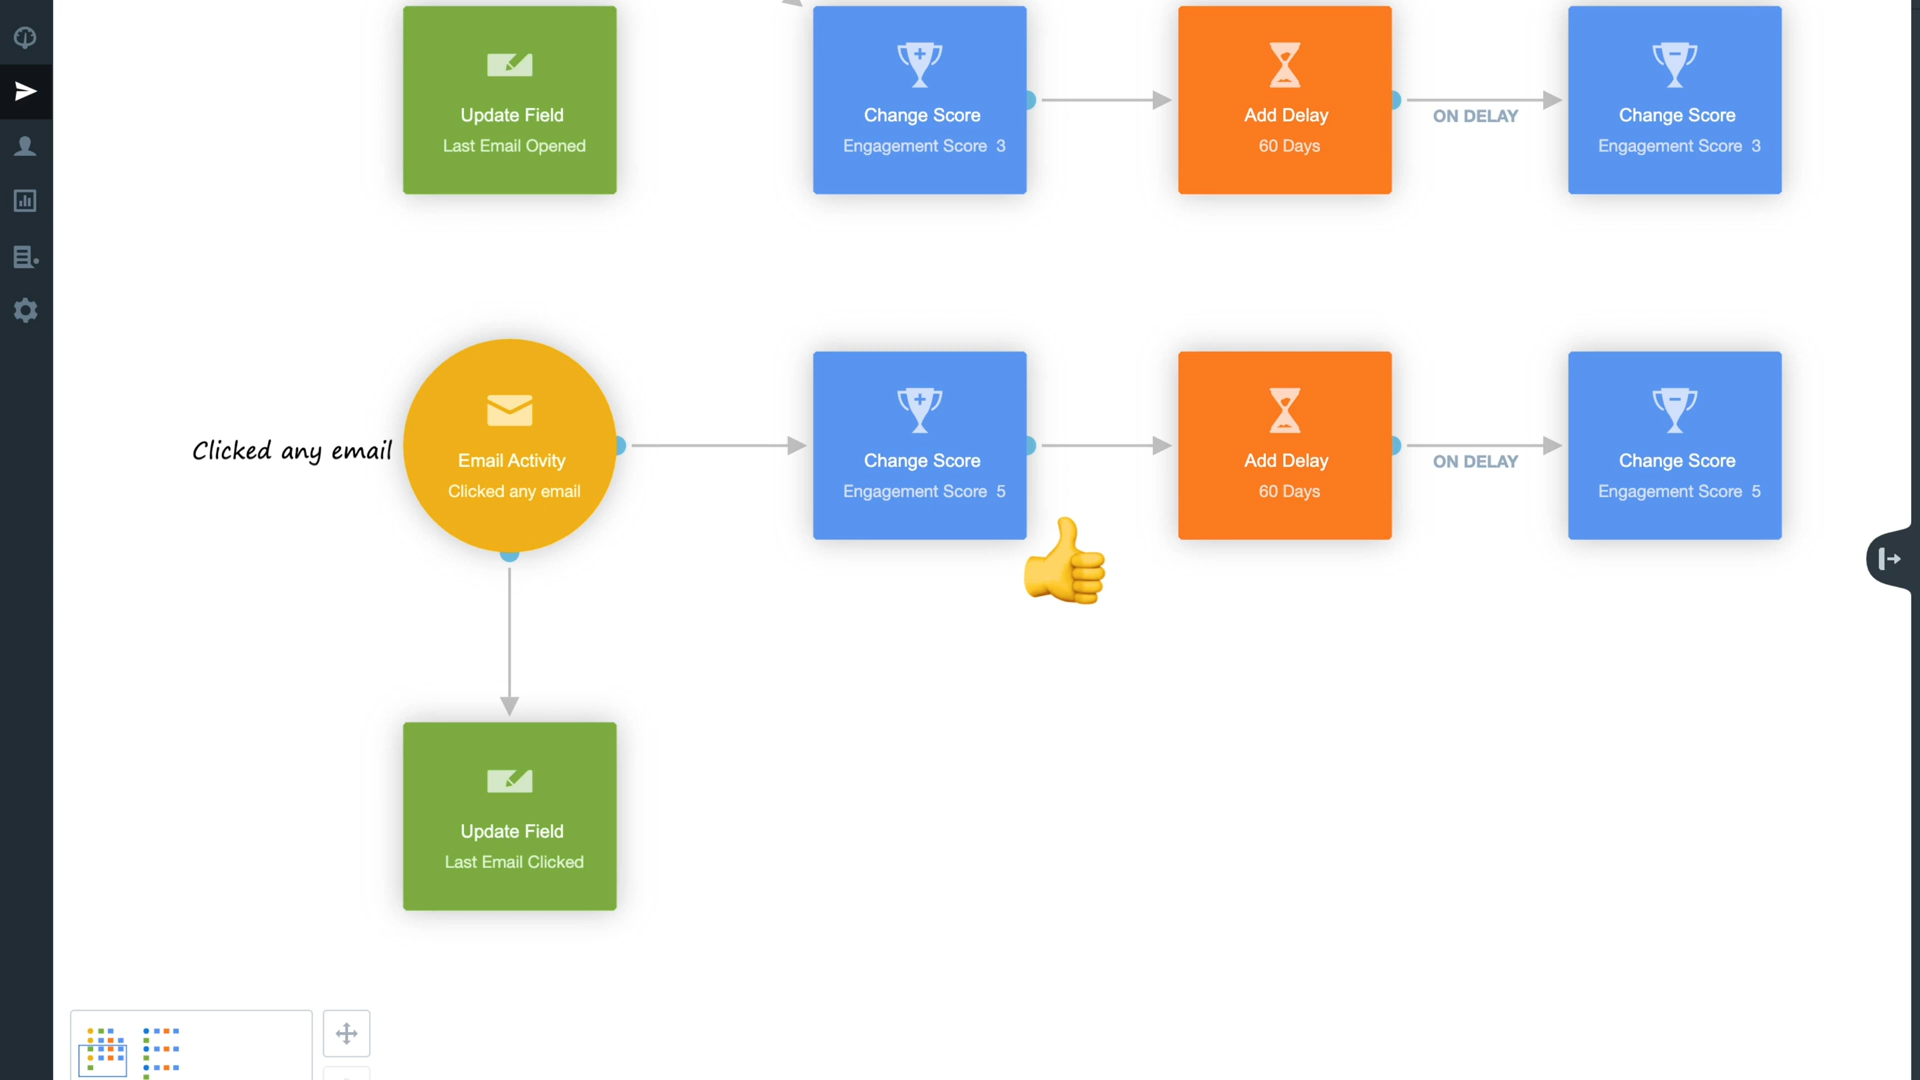 Update Field
Last Email Opened
Change Score
Engagement Score 3
Add Delay
60 Days
ON DELAY
Change Score
Engagement Score 3
Clicked any email
Email Activity
Clicked any email
Change Score
Engagement Score 5
Add Delay
60 Days
ON DELAY
Change Score
Engagement Score 5
Update Field
Last Email Clicked